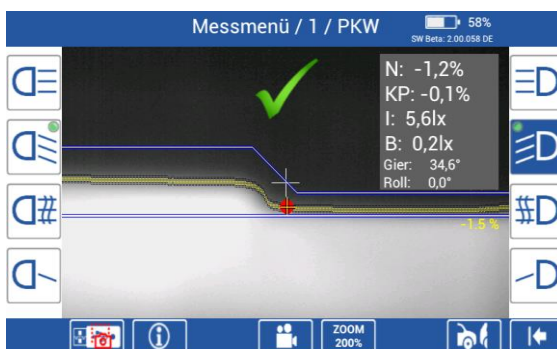 Messmenü / 1 / PKW
58%
SW Beta: 2.00.058 DE
N: -1,2%
KP: -0,1%
I: 5,6lx
B: 0,2lx
Gier: 34,6°
Roll: 0,0°
-1.5 %
ZOOM
200%